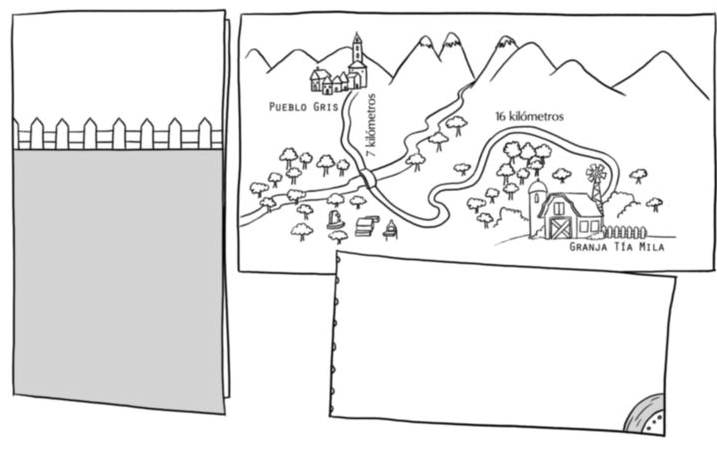 PUEBLO GRIS
7 kilómetros
16 kilómetros
GRANJA TÍA MILA